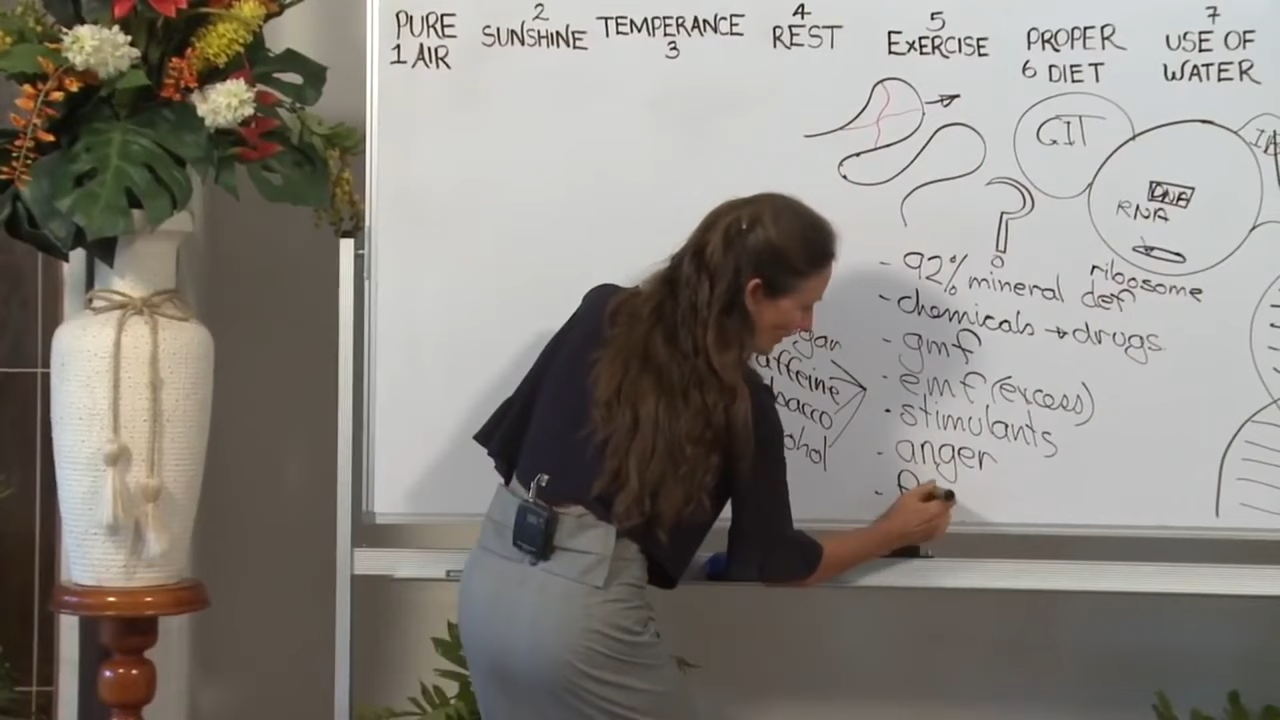 PURE
1 AIR
2
SUNSHINE
TEMPERANCE
3
4
REST
5
EXERCISE
PROPER
6 DIET
7
USE OF
WATER
GIT
DNA
RNA
ribosome
- 92% mineral def
- chemicals → drugs
- gmf
- emf (excess)
- stimulants
- anger